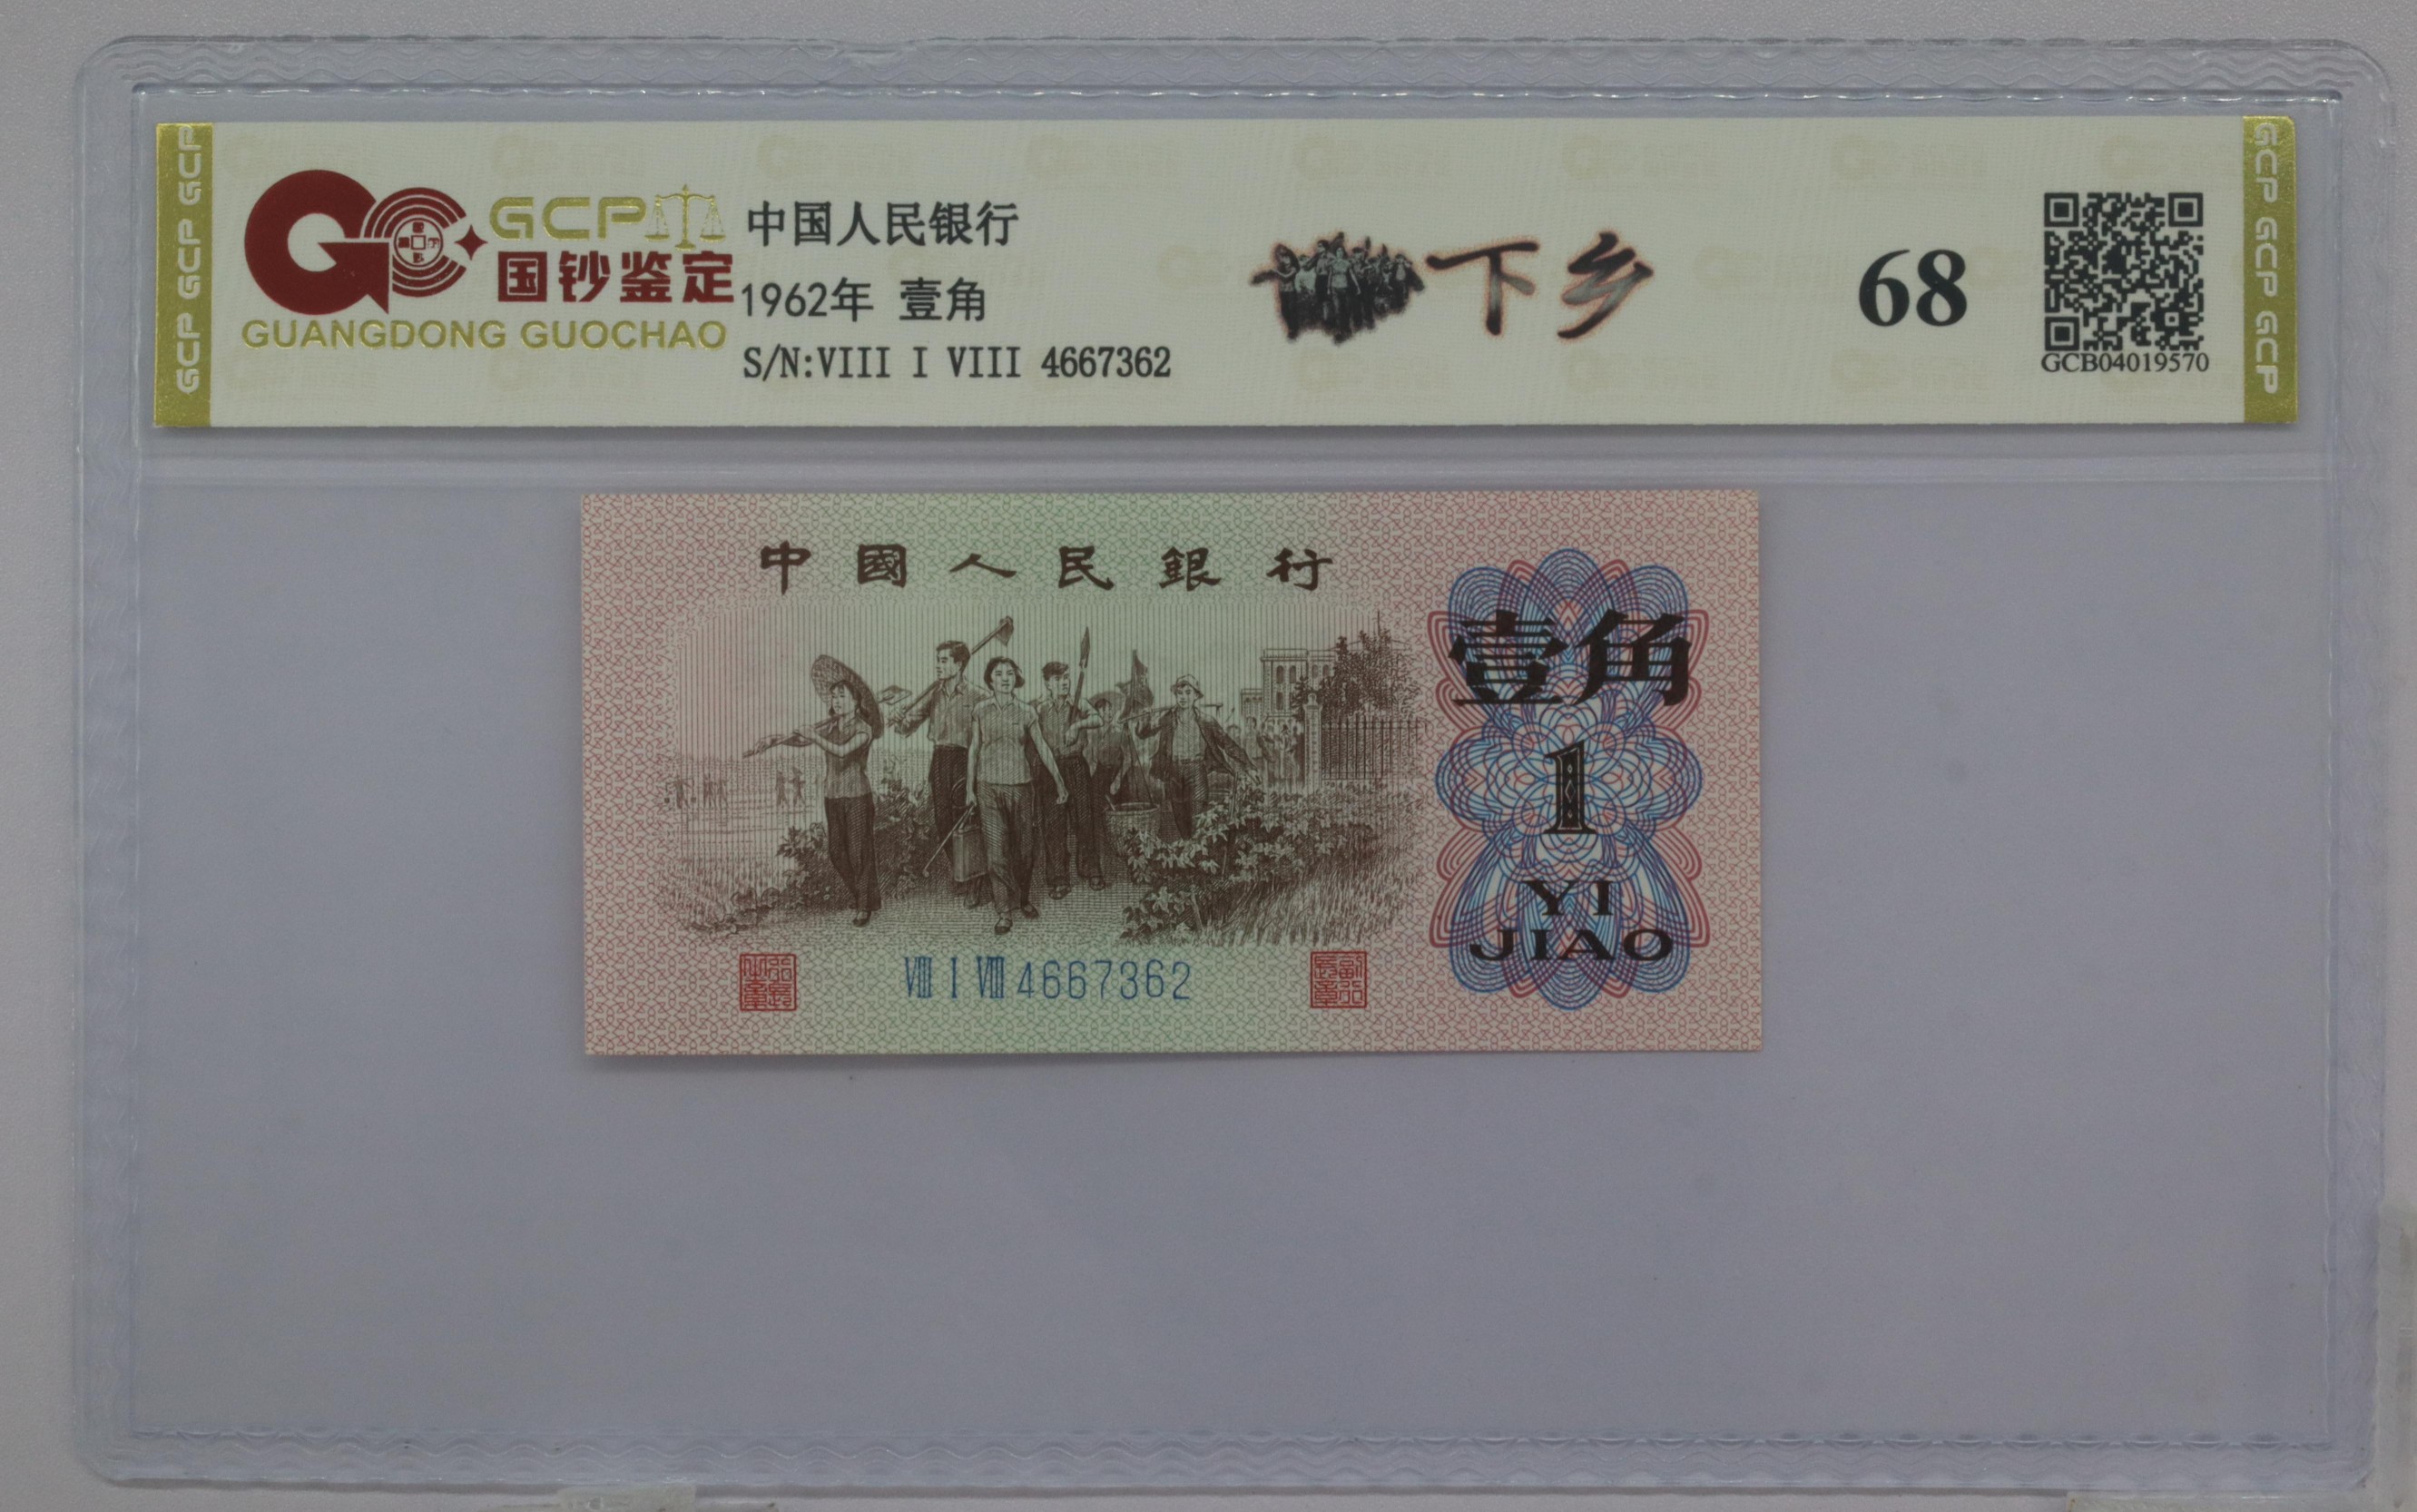 GCP GCP GCP
GCP
国钞鉴定
GUANGDONG GUOCHAO
中国人民银行
1962年 壹角
S/N:VIII I VIII 4667362
下乡
68
GCB04019570
GCP GCP GCP
中國人民銀行
壹角
1
YI
JIAO
VIII I VIII 4667362